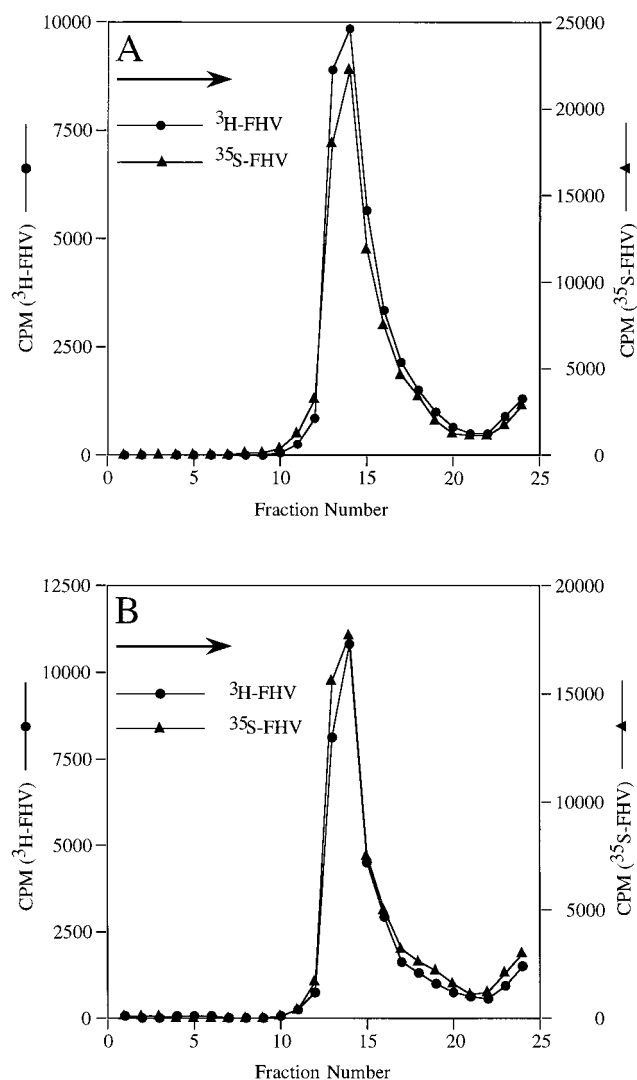 A
10000
7500
5000
2500
0
25000
20000
15000
10000
5000
0
³H-FHV
³⁵S-FHV
CPM (³H-FHV)
CPM (³⁵S-FHV)
0 5 10 15 20 25
Fraction Number
B
12500
10000
7500
5000
2500
0
20000
15000
10000
5000
0
³H-FHV
³⁵S-FHV
CPM (³H-FHV)
CPM (³⁵S-FHV)
0 5 10 15 20 25
Fraction Number